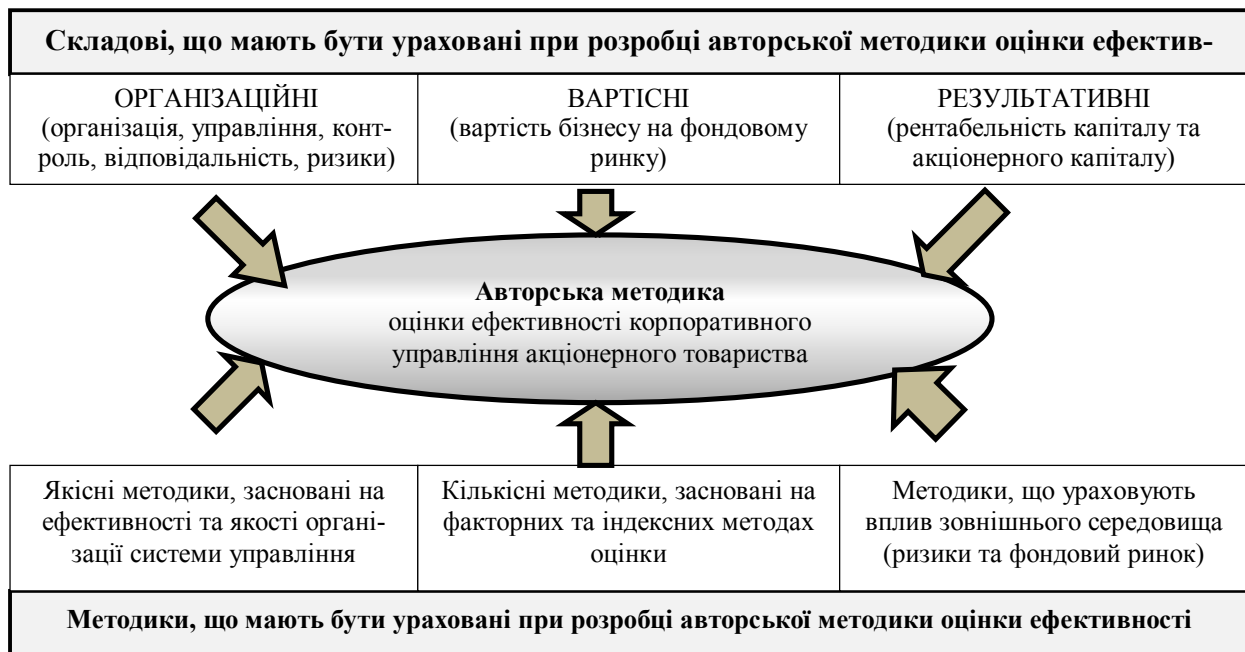 Складові, що мають бути ураховані при розробці авторської методики оцінки ефектив-
ОРГАНІЗАЦІЙНІ
(організація, управління, конт-
роль, відповідальність, ризики)
ВАРТІСНІ
(вартість бізнесу на фондовому
ринку)
РЕЗУЛЬТАТИВНІ
(рентабельність капіталу та
акціонерного капіталу)
Авторська методика
оцінки ефективності корпоративного
управління акціонерного товариства
Якісні методики, засновані на
ефективності та якості органі-
зації системи управління
Кількісні методики, засновані на
факторних та індексних методах
оцінки
Методики, що ураховують
вплив зовнішнього середовища
(ризики та фондовий ринок)
Методики, що мають бути ураховані при розробці авторської методики оцінки ефективності